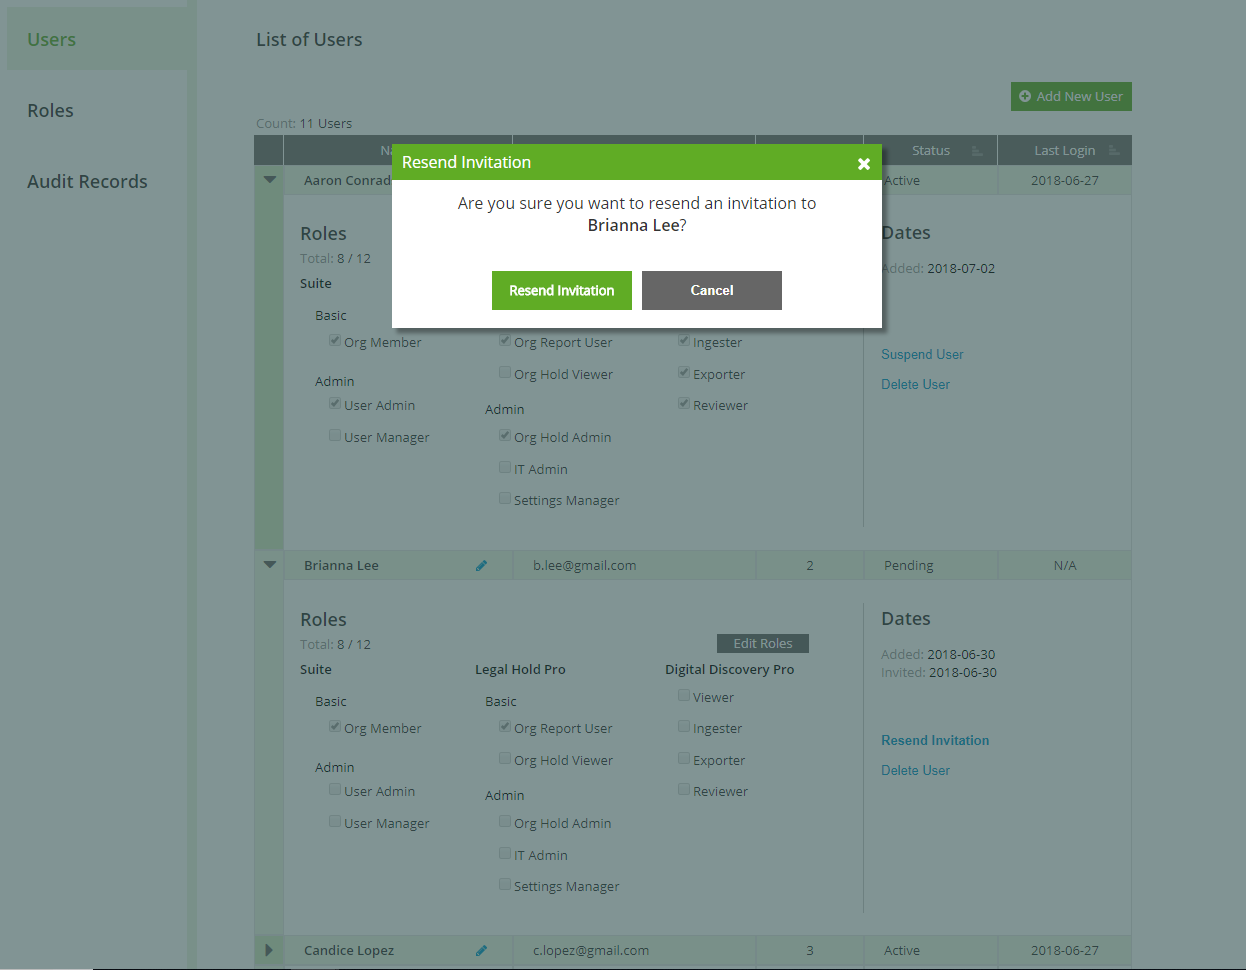 Users
Roles
Audit Records
List of Users
Add New User
Count: 11 Users
Status Last Login
Resend Invitation
Are you sure you want to resend an invitation to
Brianna Lee?
Resend Invitation Cancel
Aaron Conrad Active 2018-06-27
Roles Dates
Total: 8 / 12 Added: 2018-07-02
Suite
Basic
Org Member Org Report User Ingester
Suspend User
Org Hold Viewer Exporter
Admin Delete User
User Admin Admin Reviewer
User Manager Org Hold Admin
IT Admin
Settings Manager
Brianna Lee b.lee@gmail.com 2 Pending N/A
Roles Dates
Total: 8 / 12 Edit Roles Added: 2018-06-30
Suite Legal Hold Pro Digital Discovery Pro Invited: 2018-06-30
Basic Basic Viewer
Org Member Org Report User Ingester Resend Invitation
Admin Org Hold Viewer Exporter Delete User
User Admin Admin Reviewer
User Manager Org Hold Admin
IT Admin
Settings Manager
Candice Lopez c.lopez@gmail.com 3 Active 2018-06-27